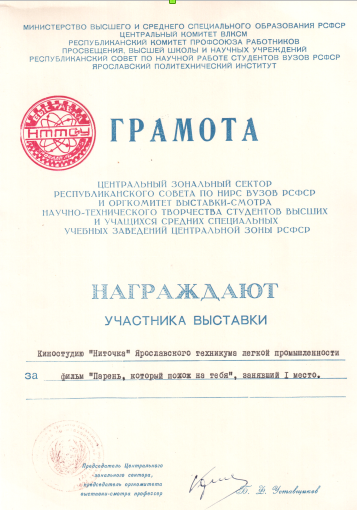 МИНИСТЕРСТВО ВЫСШЕГО И СРЕДНЕГО СПЕЦИАЛЬНОГО ОБРАЗОВАНИЯ РСФСР
ЦЕНТРАЛЬНЫЙ КОМИТЕТ ВЛКСМ
РЕСПУБЛИКАНСКИЙ КОМИТЕТ ПРОФСОЮЗА РАБОТНИКОВ
ПРОСВЕЩЕНИЯ, ВЫСШЕЙ ШКОЛЫ И НАУЧНЫХ УЧРЕЖДЕНИЙ
РЕСПУБЛИКАНСКИЙ СОВЕТ ПО НАУЧНОЙ РАБОТЕ СТУДЕНТОВ ВУЗОВ РСФСР
ЯРОСЛАВСКИЙ ПОЛИТЕХНИЧЕСКИЙ ИНСТИТУТ
НТТСУ
ГРАМОТА
ЦЕНТРАЛЬНЫЙ ЗОНАЛЬНЫЙ СЕКТОР
РЕСПУБЛИКАНСКОГО СОВЕТА ПО НИРС ВУЗОВ РСФСР
И ОРГКОМИТЕТ ВЫСТАВКИ-СМОТРА
НАУЧНО-ТЕХНИЧЕСКОГО ТВОРЧЕСТВА СТУДЕНТОВ ВЫСШИХ
И УЧАЩИХСЯ СРЕДНИХ СПЕЦИАЛЬНЫХ
УЧЕБНЫХ ЗАВЕДЕНИЙ ЦЕНТРАЛЬНОЙ ЗОНЫ РСФСР
НАГРАЖДАЮТ
УЧАСТНИКА ВЫСТАВКИ
Киностудию "Ниточка" Ярославского техникума легкой промышленности
ЗА фильм "Парень, который похож на тебя", занявший I место.
Председатель Центрального
зонального сектора,
председатель оргкомитета
выставки-смотра профессор
Б. Д. Устовщиков